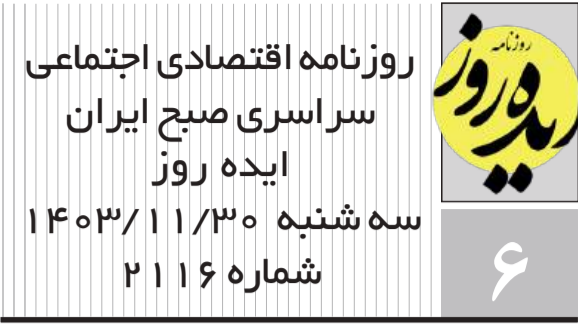 روزنامه اقتصادی اجتماعی
سراسری صبح ایران
ایده روز
سه شنبه ۱۴۰۳/۱۱/۳۰
شماره ۲۱۱۶
روزنامه
ایده روز
۶